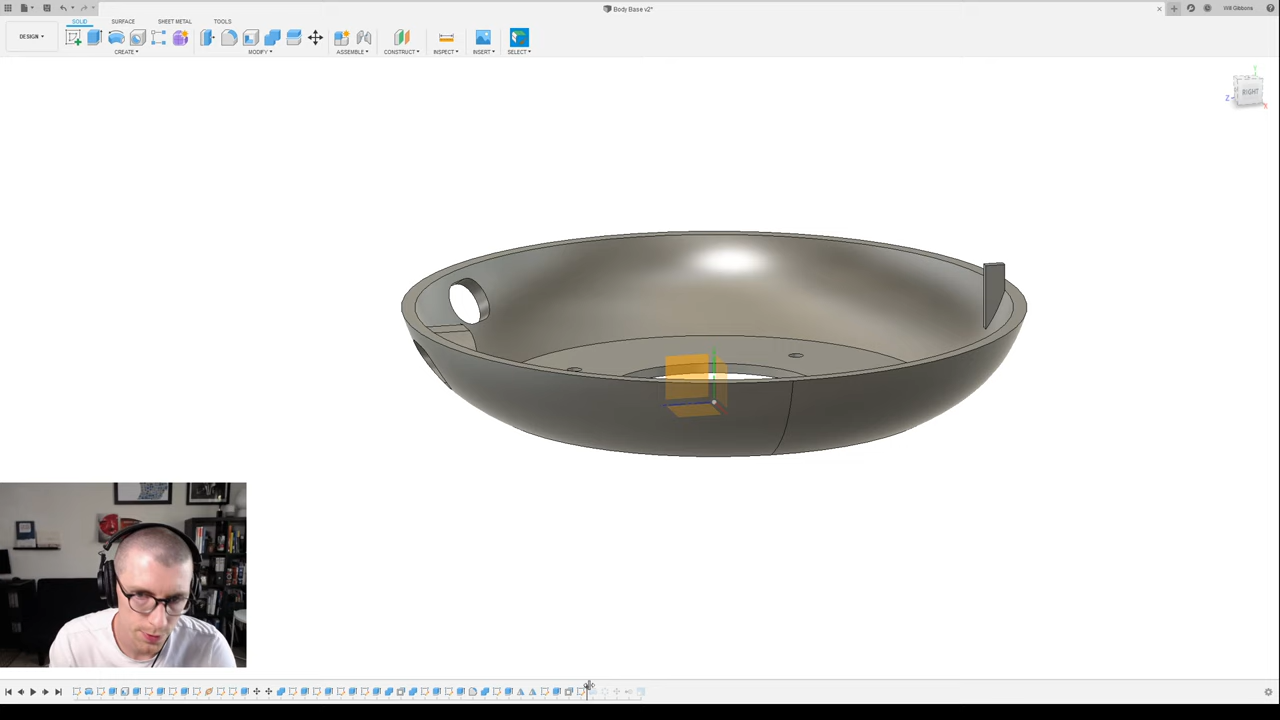 Body Base v2*
Will Gibbons
DESIGN
SOLID SURFACE SHEET METAL TOOLS
CREATE MODIFY ASSEMBLE CONSTRUCT INSPECT INSERT SELECT
Y
RIGHT
Z
X